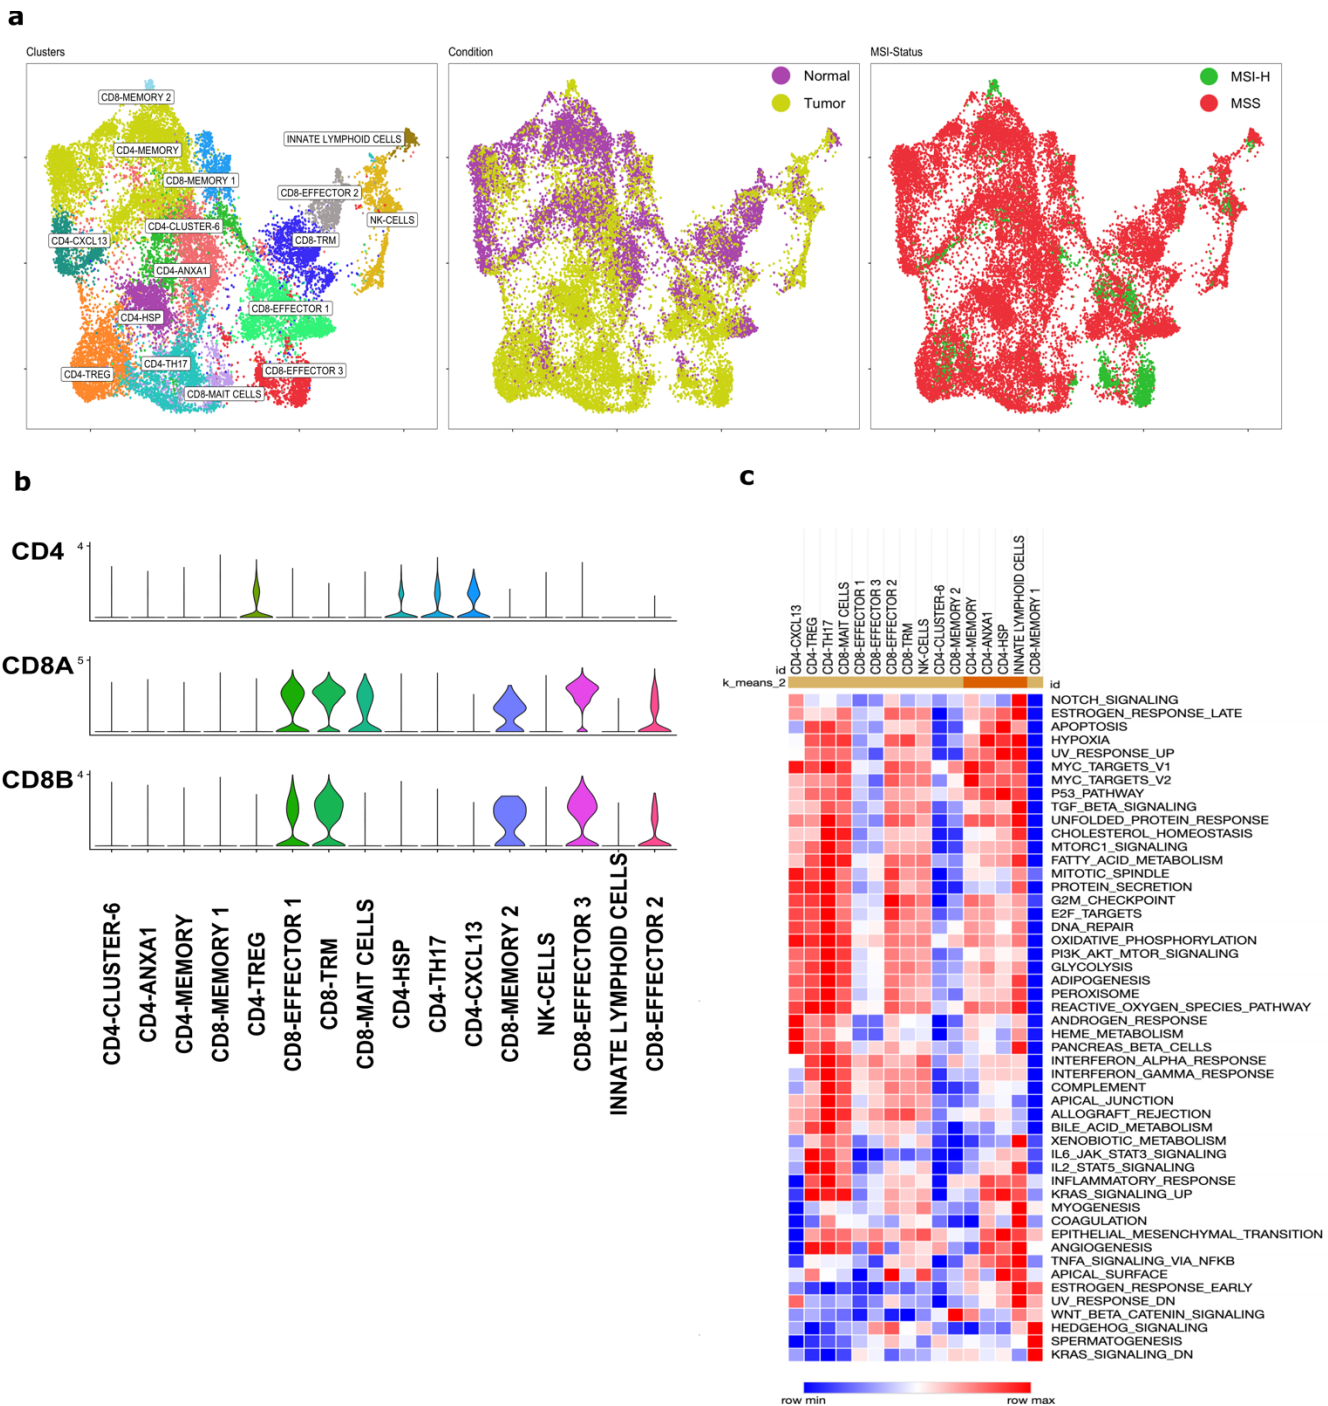 a
Clusters
Condition
MSI-Status
CD8-MEMORY 2
CD4-MEMORY
CD8-MEMORY 1
INNATE LYMPHOID CELLS
CD8-EFFECTOR 2
NK-CELLS
CD4-CLUSTER-6
CD4-CXCL13
CD8-TRM
CD4-ANXA1
CD8-EFFECTOR 1
CD4-HSP
CD4-TH17
CD4-TREG
CD8-EFFECTOR 3
CD8-MAIT CELLS
Normal
Tumor
MSI-H
MSS
b
CD4
4
CD8A
5
CD8B
4
CD4-CLUSTER-6
CD4-ANXA1
CD4-MEMORY
CD8-MEMORY 1
CD4-TREG
CD8-EFFECTOR 1
CD8-TRM
CD8-MAIT CELLS
CD4-HSP
CD4-TH17
CD4-CXCL13
CD8-MEMORY 2
NK-CELLS
CD8-EFFECTOR 3
INNATE LYMPHOID CELLS
CD8-EFFECTOR 2
c
CD4-CXCL13
CD4-TREG
CD4-TH17
CD8-MAIT CELLS
CD8-EFFECTOR 1
CD8-EFFECTOR 3
CD8-EFFECTOR 2
CD8-TRM
NK-CELLS
CD4-CLUSTER-6
CD8-MEMORY 2
CD4-MEMORY
CD4-ANXA1
CD4-HSP
INNATE LYMPHOID CELLS
CD8-MEMORY 1
id
k_means_2
id
NOTCH_SIGNALING
ESTROGEN_RESPONSE_LATE
APOPTOSIS
HYPOXIA
UV_RESPONSE_UP
MYC_TARGETS_V1
MYC_TARGETS_V2
P53_PATHWAY
TGF_BETA_SIGNALING
UNFOLDED_PROTEIN_RESPONSE
CHOLESTEROL_HOMEOSTASIS
MTORC1_SIGNALING
FATTY_ACID_METABOLISM
MITOTIC_SPINDLE
PROTEIN_SECRETION
G2M_CHECKPOINT
E2F_TARGETS
DNA_REPAIR
OXIDATIVE_PHOSPHORYLATION
PI3K_AKT_MTOR_SIGNALING
GLYCOLYSIS
ADIPOGENESIS
PEROXISOME
REACTIVE_OXYGEN_SPECIES_PATHWAY
ANDROGEN_RESPONSE
HEME_METABOLISM
PANCREAS_BETA_CELLS
INTERFERON_ALPHA_RESPONSE
INTERFERON_GAMMA_RESPONSE
COMPLEMENT
APICAL_JUNCTION
ALLOGRAFT_REJECTION
BILE_ACID_METABOLISM
XENOBIOTIC_METABOLISM
IL6_JAK_STAT3_SIGNALING
IL2_STAT5_SIGNALING
INFLAMMATORY_RESPONSE
KRAS_SIGNALING_UP
MYOGENESIS
COAGULATION
EPITHELIAL_MESENCHYMAL_TRANSITION
ANGIOGENESIS
TNFA_SIGNALING_VIA_NFKB
APICAL_SURFACE
ESTROGEN_RESPONSE_EARLY
UV_RESPONSE_DN
WNT_BETA_CATENIN_SIGNALING
HEDGEHOG_SIGNALING
SPERMATOGENESIS
KRAS_SIGNALING_DN
row min
row max